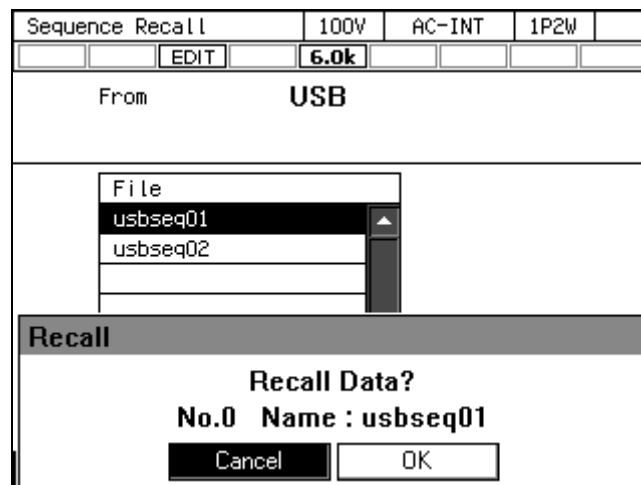 Sequence Recall 100V AC-INT 1P2W
EDIT 6.0k
From USB
File
usbseq01
usbseq02
Recall
Recall Data?
No.0 Name : usbseq01
Cancel OK